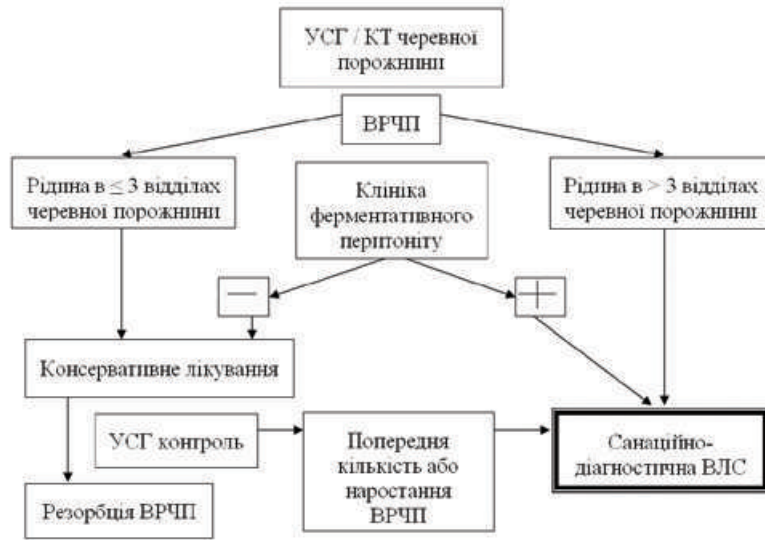 УСГ / КТ черевної
порожнини
ВРЧП
Рідина в ≤ 3 відділах
черевної порожнини
Клініка
ферментативного
перитоніту
Рідина в > 3 відділах
черевної порожнини
—
+
Консервативне лікування
УСГ контроль
Попередня
кількість або
наростання
ВРЧП
Санаційно-
діагностична ВЛС
Резорбція ВРЧП